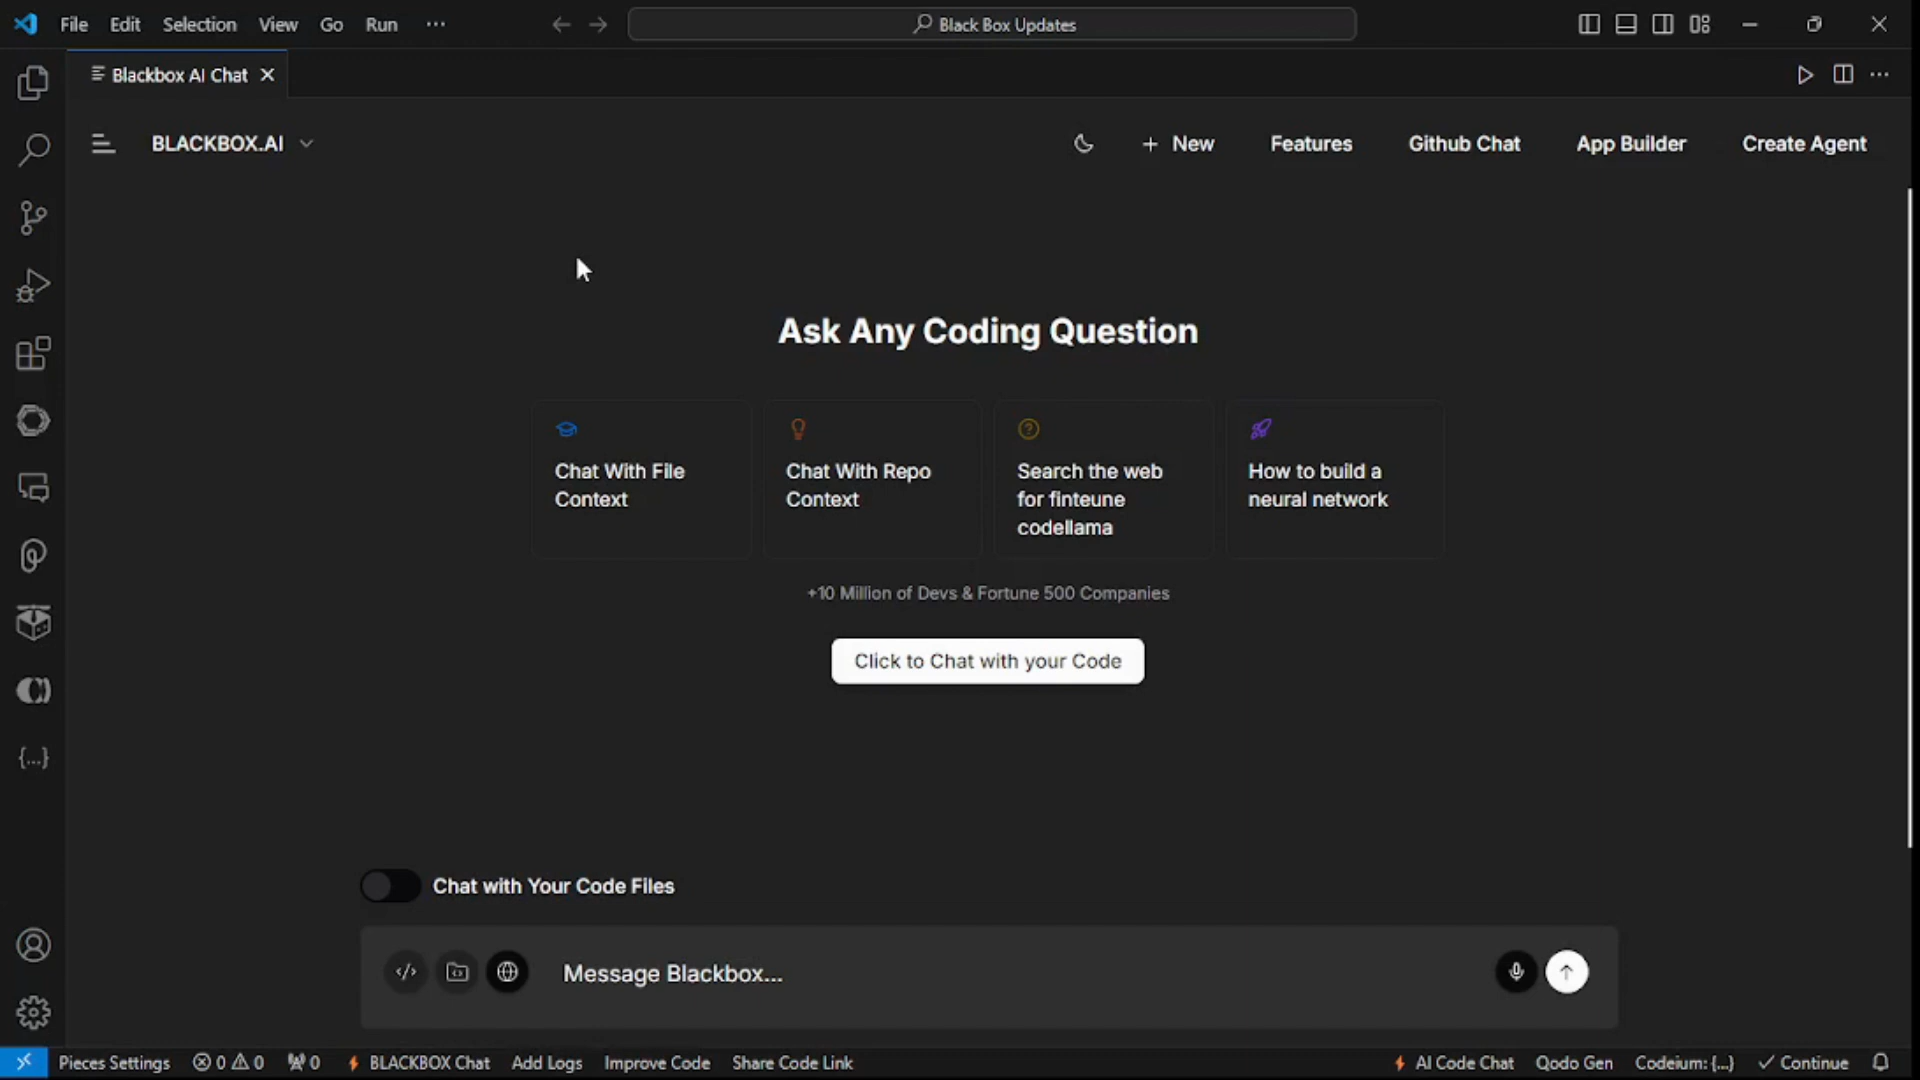 File Edit Selection View Go Run ···
Black Box Updates
Blackbox AI Chat
BLACKBOX.AI
+ New Features Github Chat App Builder Create Agent
Ask Any Coding Question
Chat With File
Context
Chat With Repo
Context
Search the web
for finteune
codellama
How to build a
neural network
+10 Million of Devs & Fortune 500 Companies
Click to Chat with your Code
Chat with Your Code Files
Message Blackbox...
Pieces Settings 0 0 0 BLACKBOX Chat Add Logs Improve Code Share Code Link AI Code Chat Qodo Gen Codeium: {...} Continue